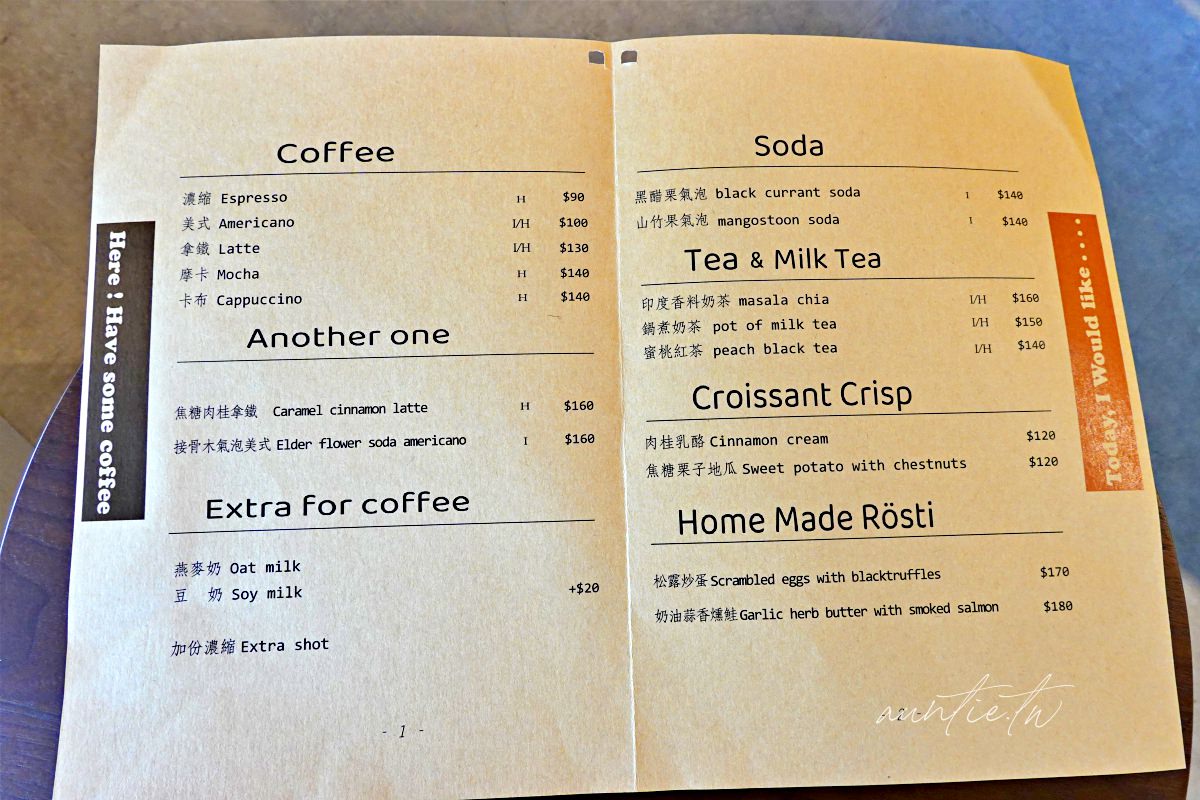 Here : Have some coffee
Coffee
濃縮 Espresso H $90
美式 Americano I/H $100
拿鐵 Latte I/H $130
摩卡 Mocha H $140
卡布 Cappuccino H $140
Another one
焦糖肉桂拿鐵 Caramel cinnamon latte H $160
接骨木氣泡美式 Elder flower soda americano I $160
Extra for coffee
燕麥奶 Oat milk
豆 奶 Soy milk +$20
加份濃縮 Extra shot
- 1 -
Soda
黑醋栗氣泡 black currant soda I $140
山竹果氣泡 mangostoon soda I $140
Tea & Milk Tea
印度香料奶茶 masala chia I/H $160
鍋煮奶茶 pot of milk tea I/H $150
蜜桃紅茶 peach black tea I/H $140
Croissant Crisp
肉桂乳酪 Cinnamon cream $120
焦糖栗子地瓜 Sweet potato with chestnuts $120
Home Made Rösti
松露炒蛋 Scrambled eggs with blacktruffles $170
奶油蒜香燻鮭 Garlic herb butter with smoked salmon $180
Today, I Would like . . . .
auntie.tw